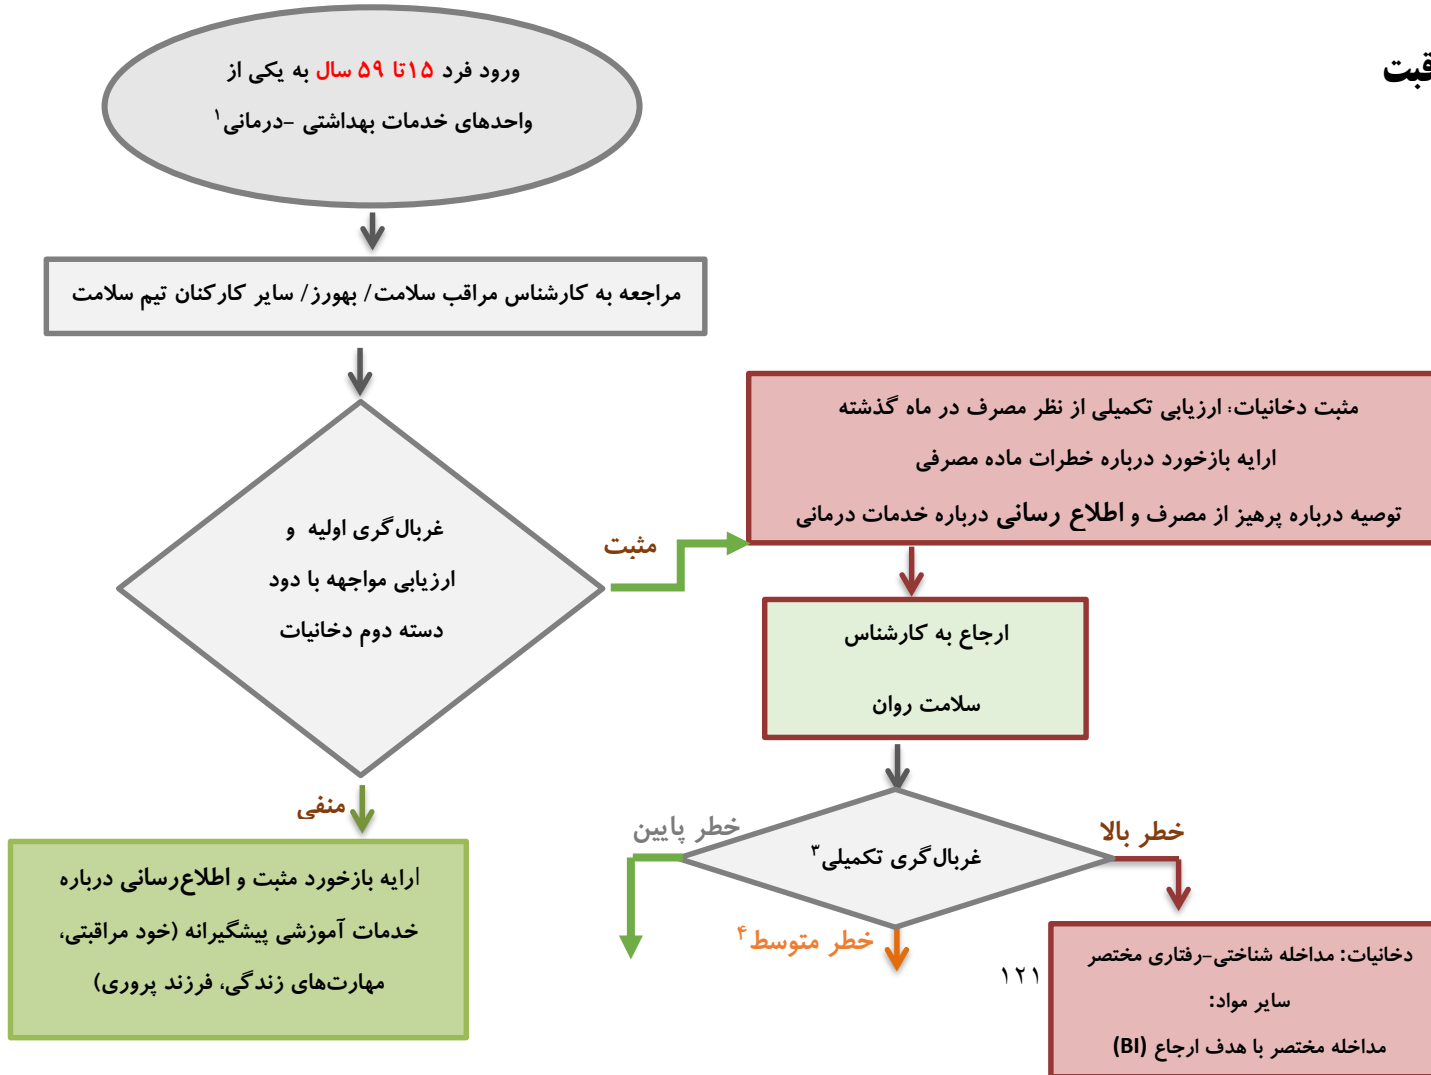 ورود فرد ۱۵تا ۵۹ سال به یکی از
واحدهای خدمات بهداشتی -درمانی۱
مراجعه به کارشناس مراقب سلامت/ بهورز/ سایر کارکنان تیم سلامت
غربال‌گری اولیه و
ارزیابی مواجهه با دود
دسته دوم دخانیات
مثبت
مثبت دخانیات: ارزیابی تکمیلی از نظر مصرف در ماه گذشته
ارایه بازخورد درباره خطرات ماده مصرفی
توصیه درباره پرهیز از مصرف و اطلاع رسانی درباره خدمات درمانی
ارجاع به کارشناس
سلامت روان
منفی
ارایه بازخورد مثبت و اطلاع‌رسانی درباره
خدمات آموزشی پیشگیرانه (خود مراقبتی،
مهارت‌های زندگی، فرزند پروری)
غربال‌گری تکمیلی۳
خطر بالا
خطر پایین
خطر متوسط۴
دخانیات: مداخله شناختی-رفتاری مختصر
سایر مواد:
مداخله مختصر با هدف ارجاع (BI)
۱۲۱